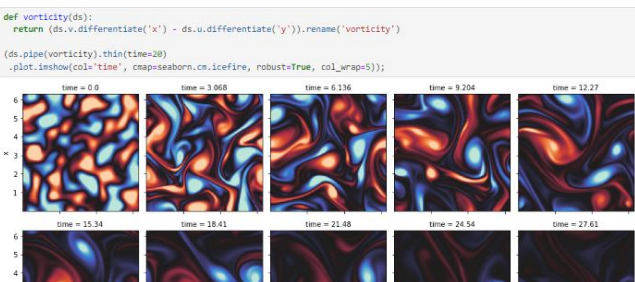 def vorticity(ds):
  return (ds.v.differentiate('x') - ds.u.differentiate('y')).rename('vorticity')
(ds.pipe(vorticity).thin(time=20)
 .plot.imshow(col='time', cmap=seaborn.cm.icefire, robust=True, col_wrap=5));
time = 0.0 time = 3.068 time = 6.136 time = 9.204 time = 12.27
6
5
4
x 3
2
1
time = 15.34 time = 18.41 time = 21.48 time = 24.54 time = 27.61
6
5
4